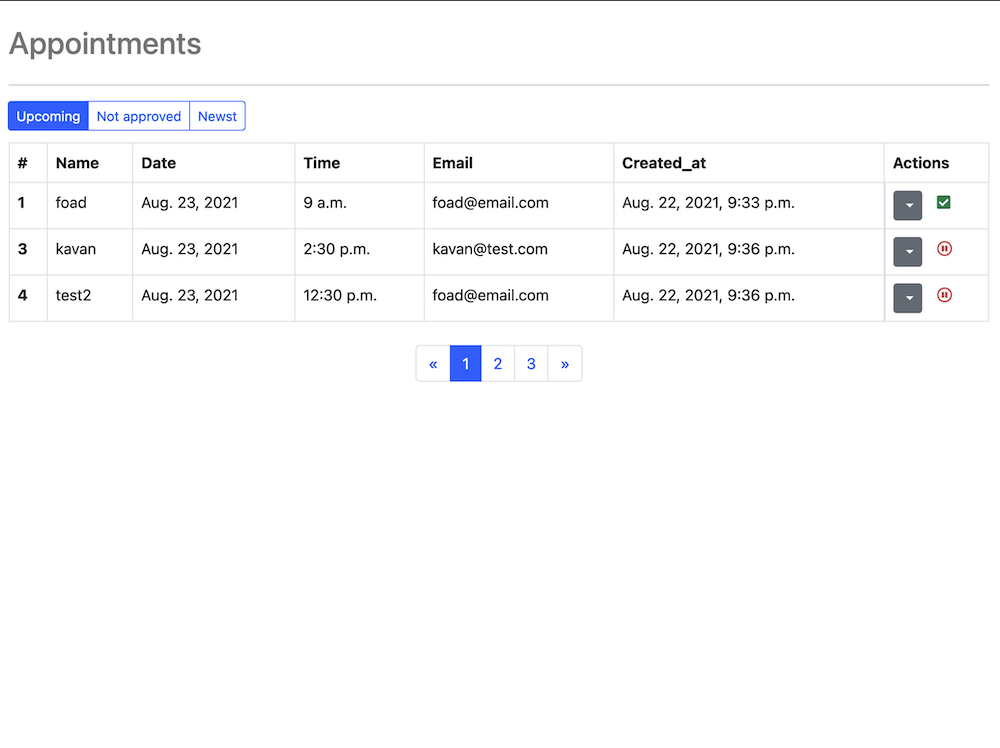 Appointments
Upcoming Not approved Newst
# Name Date Time Email Created_at Actions
1 foad Aug. 23, 2021 9 a.m. foad@email.com Aug. 22, 2021, 9:33 p.m.
3 kavan Aug. 23, 2021 2:30 p.m. kavan@test.com Aug. 22, 2021, 9:36 p.m.
4 test2 Aug. 23, 2021 12:30 p.m. foad@email.com Aug. 22, 2021, 9:36 p.m.
« 1 2 3 »